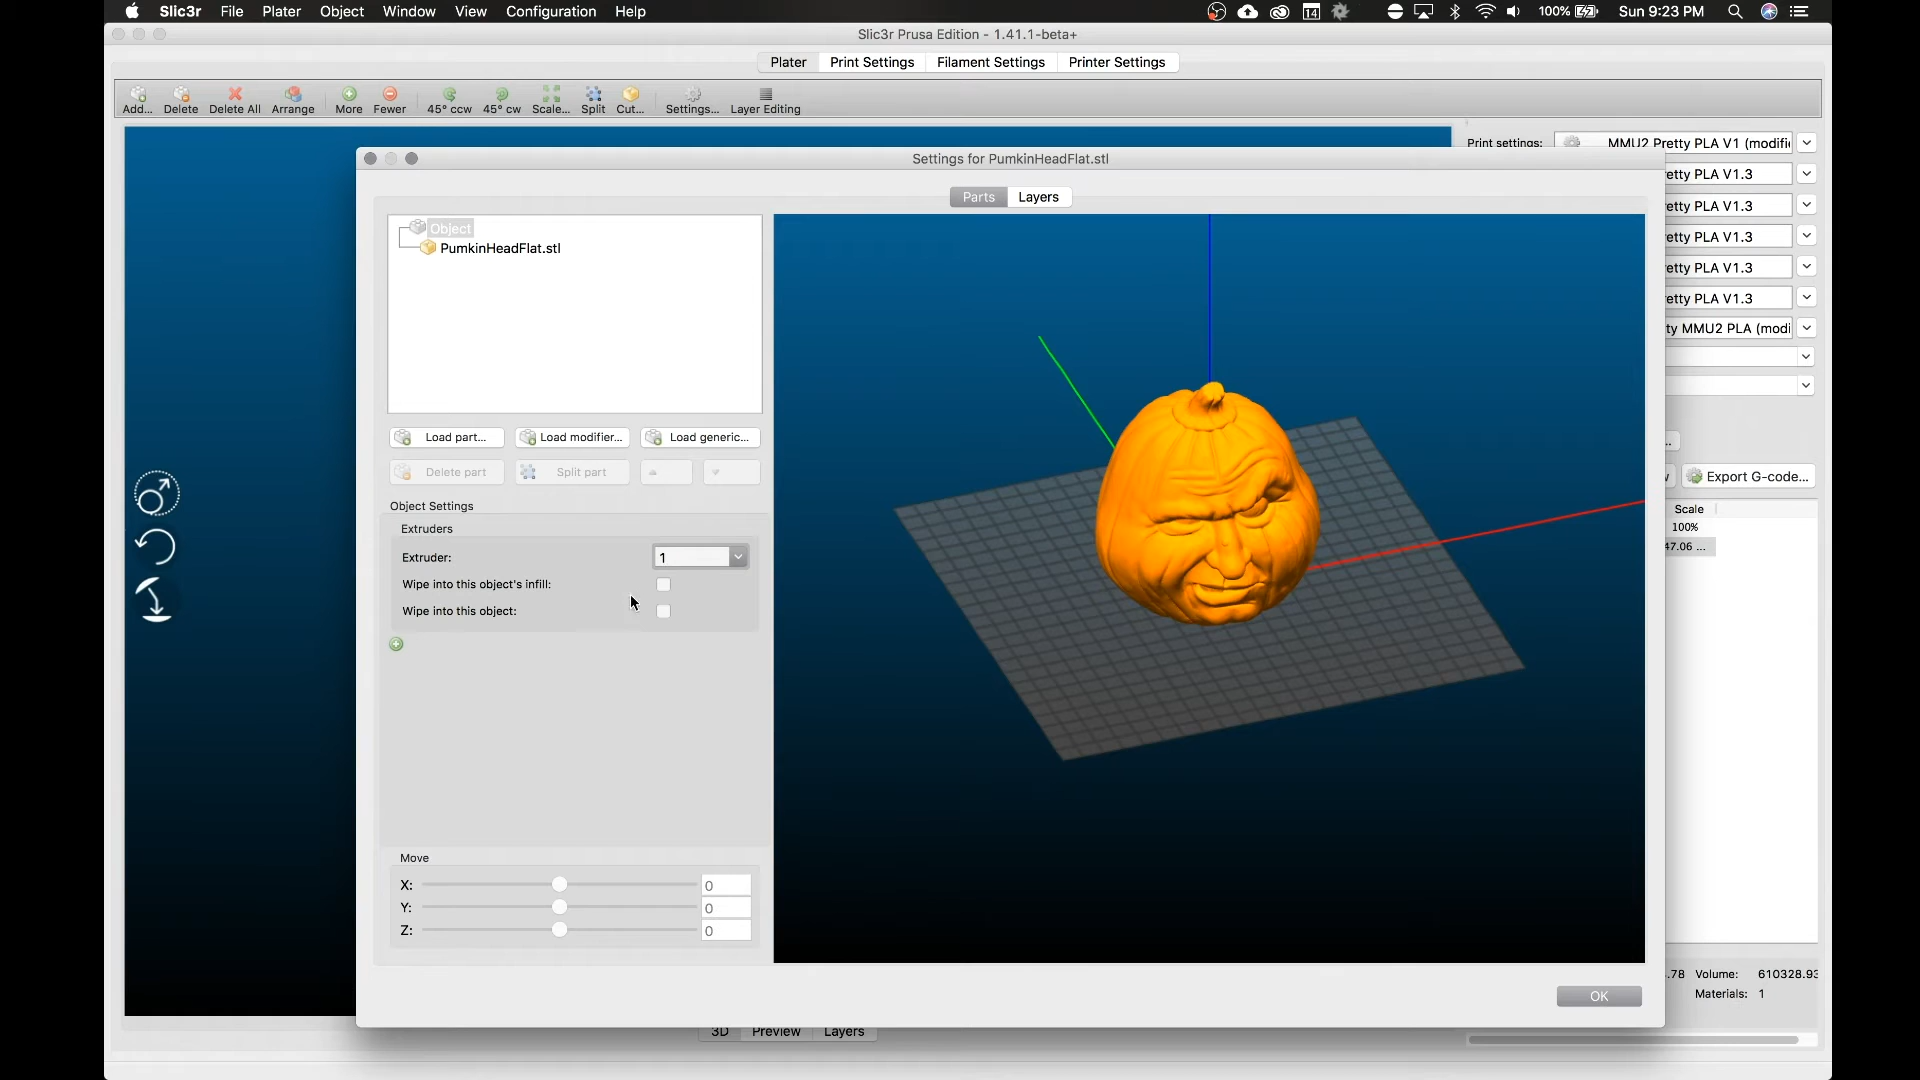 Slic3r File Plater Object Window View Configuration Help 14 100% Sun 9:23 PM
Slic3r Prusa Edition - 1.41.1-beta+
Plater Print Settings Filament Settings Printer Settings
Add... Delete Delete All Arrange More Fewer 45° ccw 45° cw Scale... Split Cut... Settings... Layer Editing
Print settings: MMU2 Pretty PLA V1 (modifi
Settings for PumkinHeadFlat.stl
etty PLA V1.3
Parts Layers
etty PLA V1.3
Object
etty PLA V1.3
PumkinHeadFlat.stl
etty PLA V1.3
etty PLA V1.3
ty MMU2 PLA (modi
Load part... Load modifier... Load generic...
..
Delete part Split part
w Export G-code...
Object Settings
Scale
Extruders
100%
Extruder: 1
47.06 ...
Wipe into this object's infill:
Wipe into this object:
Move
X: 0
Y: 0
Z: 0
.78 Volume: 610328.93
Materials: 1
OK
3D Preview Layers